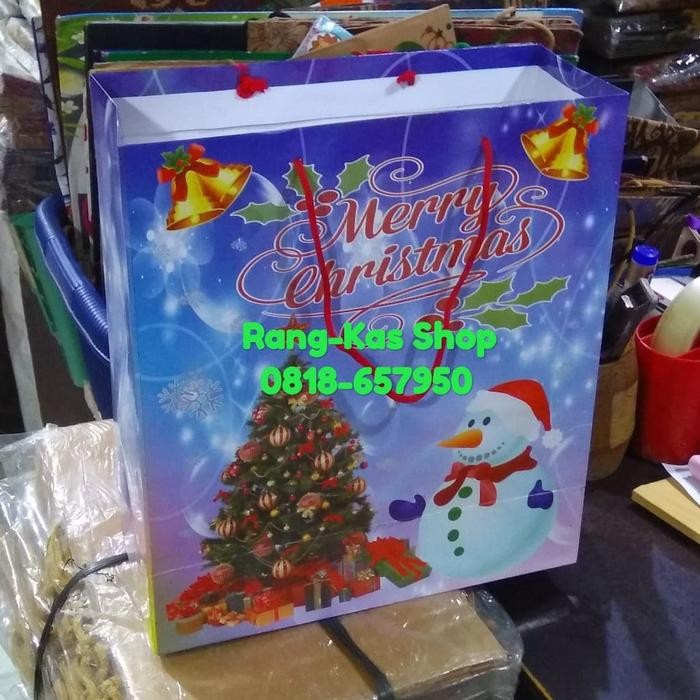 Merry
Christmas
Rang-Kas Shop
0818-657950